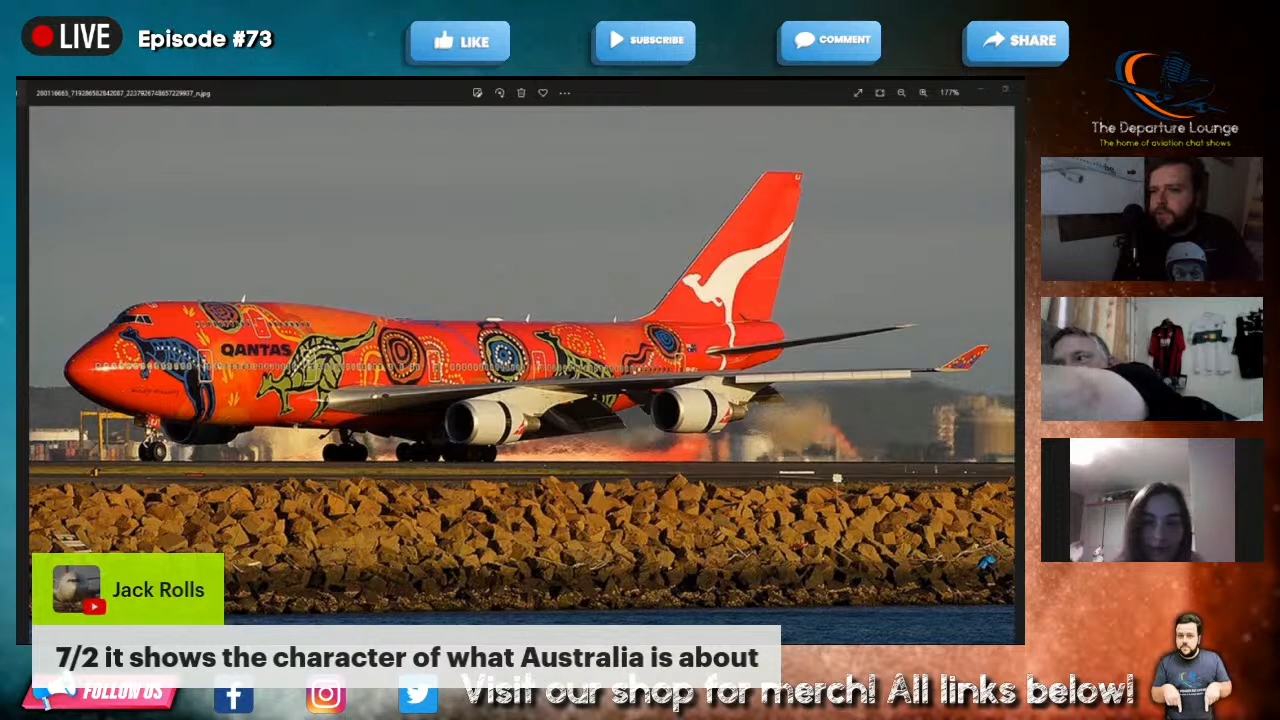 LIVE
Episode #73
LIKE
SUBSCRIBE
COMMENT
SHARE
The Departure Lounge
The home of aviation chat shows
177%
QANTAS
Jack Rolls
7/2 it shows the character of what Australia is about
FOLLOW US
Visit our shop for merch! All links below!